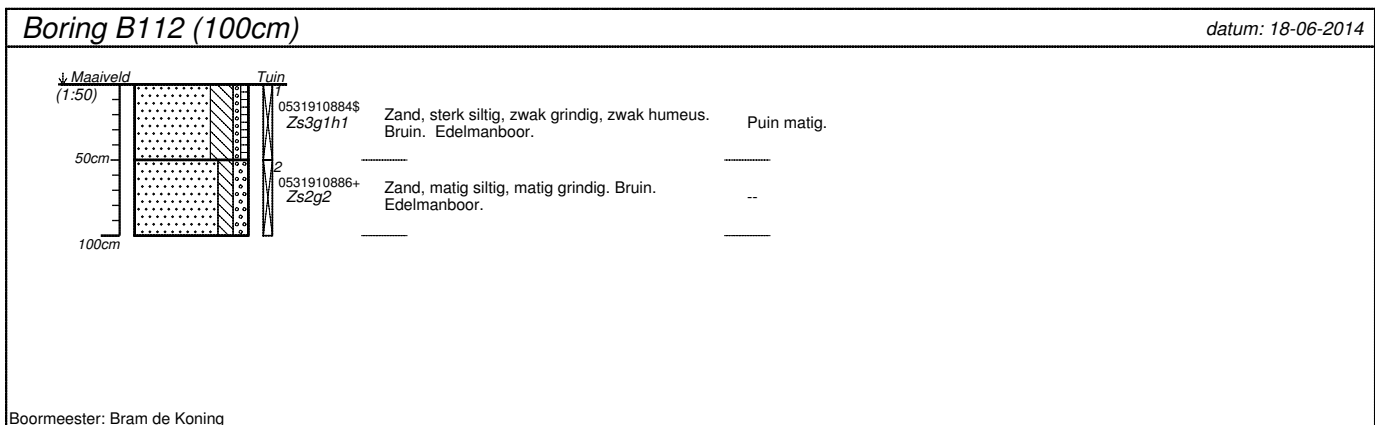 Boring B112 (100cm)
datum: 18-06-2014
Maaiveld
Tuin
(1:50)
1
0531910884$
Zs3g1h1
Zand, sterk siltig, zwak grindig, zwak humeus.
Bruin. Edelmanboor.
Puin matig.
50cm
2
0531910886+
Zs2g2
Zand, matig siltig, matig grindig. Bruin.
Edelmanboor.
--
100cm
Boormeester: Bram de Koning